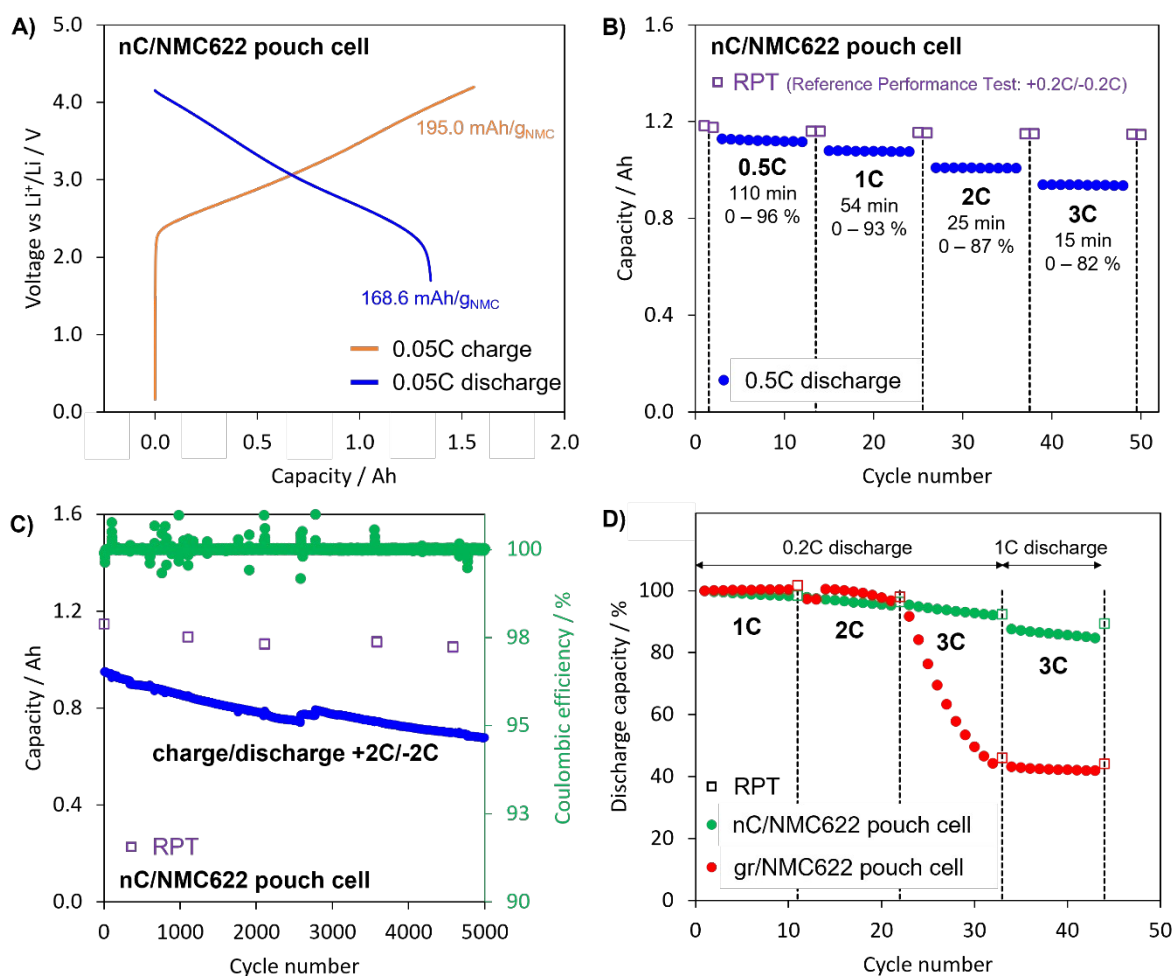 A)
nC/NMC622 pouch cell
5.0
4.0
3.0
2.0
1.0
0.0
Voltage vs Li⁺/Li / V
195.0 mAh/gNMC
168.6 mAh/gNMC
0.05C charge
0.05C discharge
0.0 0.5 1.0 1.5 2.0
Capacity / Ah
B)
nC/NMC622 pouch cell
RPT (Reference Performance Test: +0.2C/-0.2C)
1.6
1.2
0.8
0.4
0.0
Capacity / Ah
0.5C
110 min
0 – 96 %
1C
54 min
0 – 93 %
2C
25 min
0 – 87 %
3C
15 min
0 – 82 %
0.5C discharge
0 10 20 30 40 50
Cycle number
C)
1.6
1.2
0.8
0.4
0.0
Capacity / Ah
100
98
95
93
90
Coulombic efficiency / %
charge/discharge +2C/-2C
RPT
nC/NMC622 pouch cell
0 1000 2000 3000 4000 5000
Cycle number
D)
0.2C discharge
1C discharge
100
80
60
40
20
0
Discharge capacity / %
1C
2C
3C
3C
RPT
nC/NMC622 pouch cell
gr/NMC622 pouch cell
0 10 20 30 40 50
Cycle number